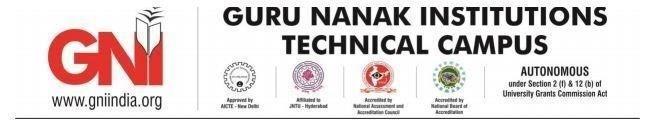 GNI
www.gniindia.org
GURU NANAK INSTITUTIONS
TECHNICAL CAMPUS
Approved by
AICTE - New Delhi
Affiliated to
JNTU - Hyderabad
Accredited by
National Assessment and
Accreditation Council
Accredited by
National Board of
Accreditation
AUTONOMOUS
under Section 2 (f) & 12 (b) of
University Grants Commission Act